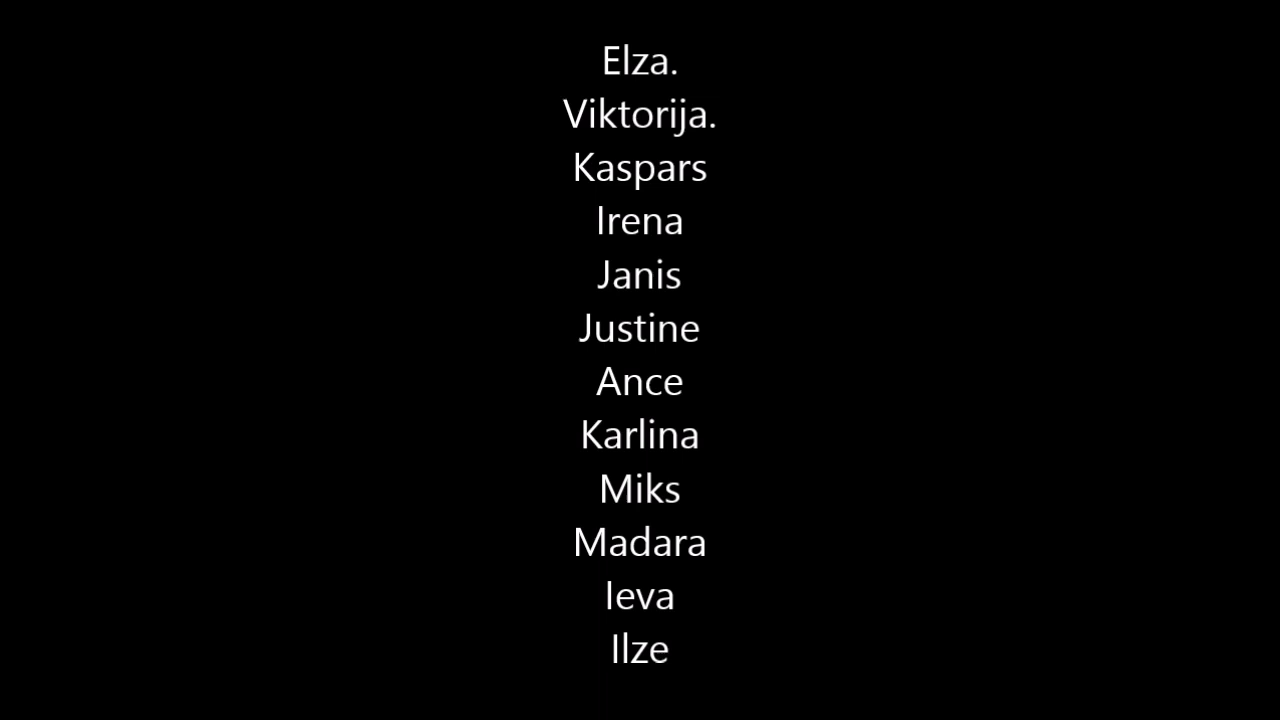 Elza.
Viktorija.
Kaspars
Irena
Janis
Justine
Ance
Karlina
Miks
Madara
Ieva
Ilze